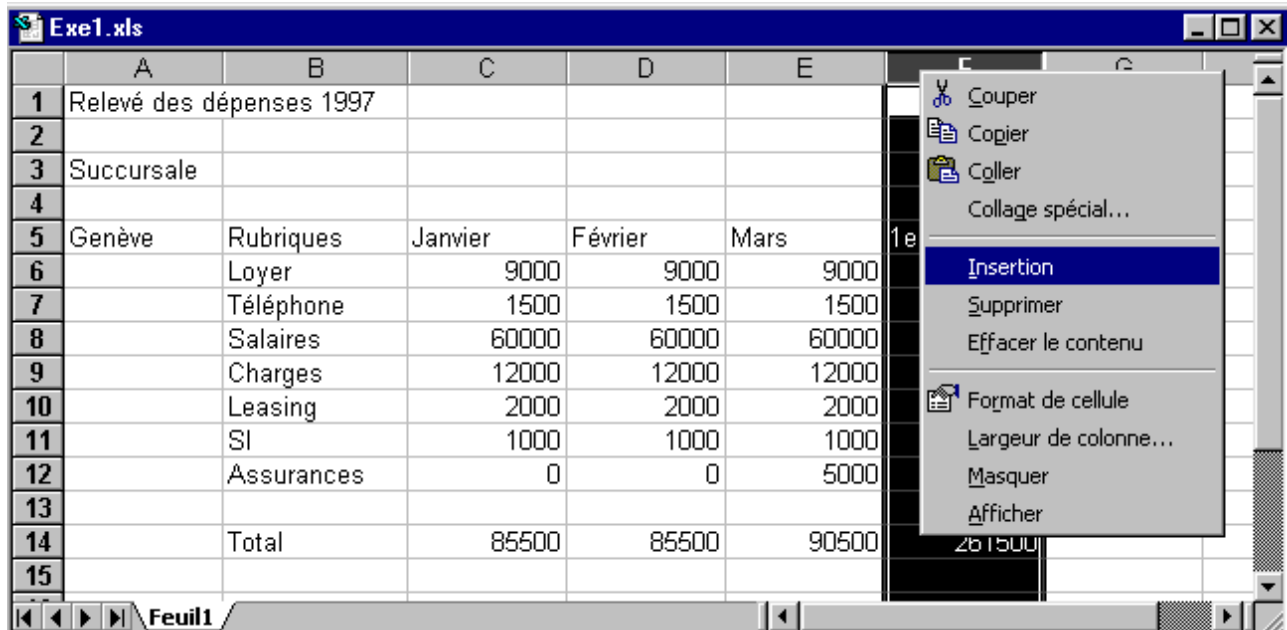 Exe1.xls
A B C D E F G
1 Relevé des dépenses 1997
2
3 Succursale
4
5 Genève Rubriques Janvier Février Mars 1e
6 Loyer 9000 9000 9000
7 Téléphone 1500 1500 1500
8 Salaires 60000 60000 60000
9 Charges 12000 12000 12000
10 Leasing 2000 2000 2000
11 SI 1000 1000 1000
12 Assurances 0 0 5000
13
14 Total 85500 85500 90500 261500
15
Couper
Copier
Coller
Collage spécial...
Insertion
Supprimer
Effacer le contenu
Format de cellule
Largeur de colonne...
Masquer
Afficher
Feuil1